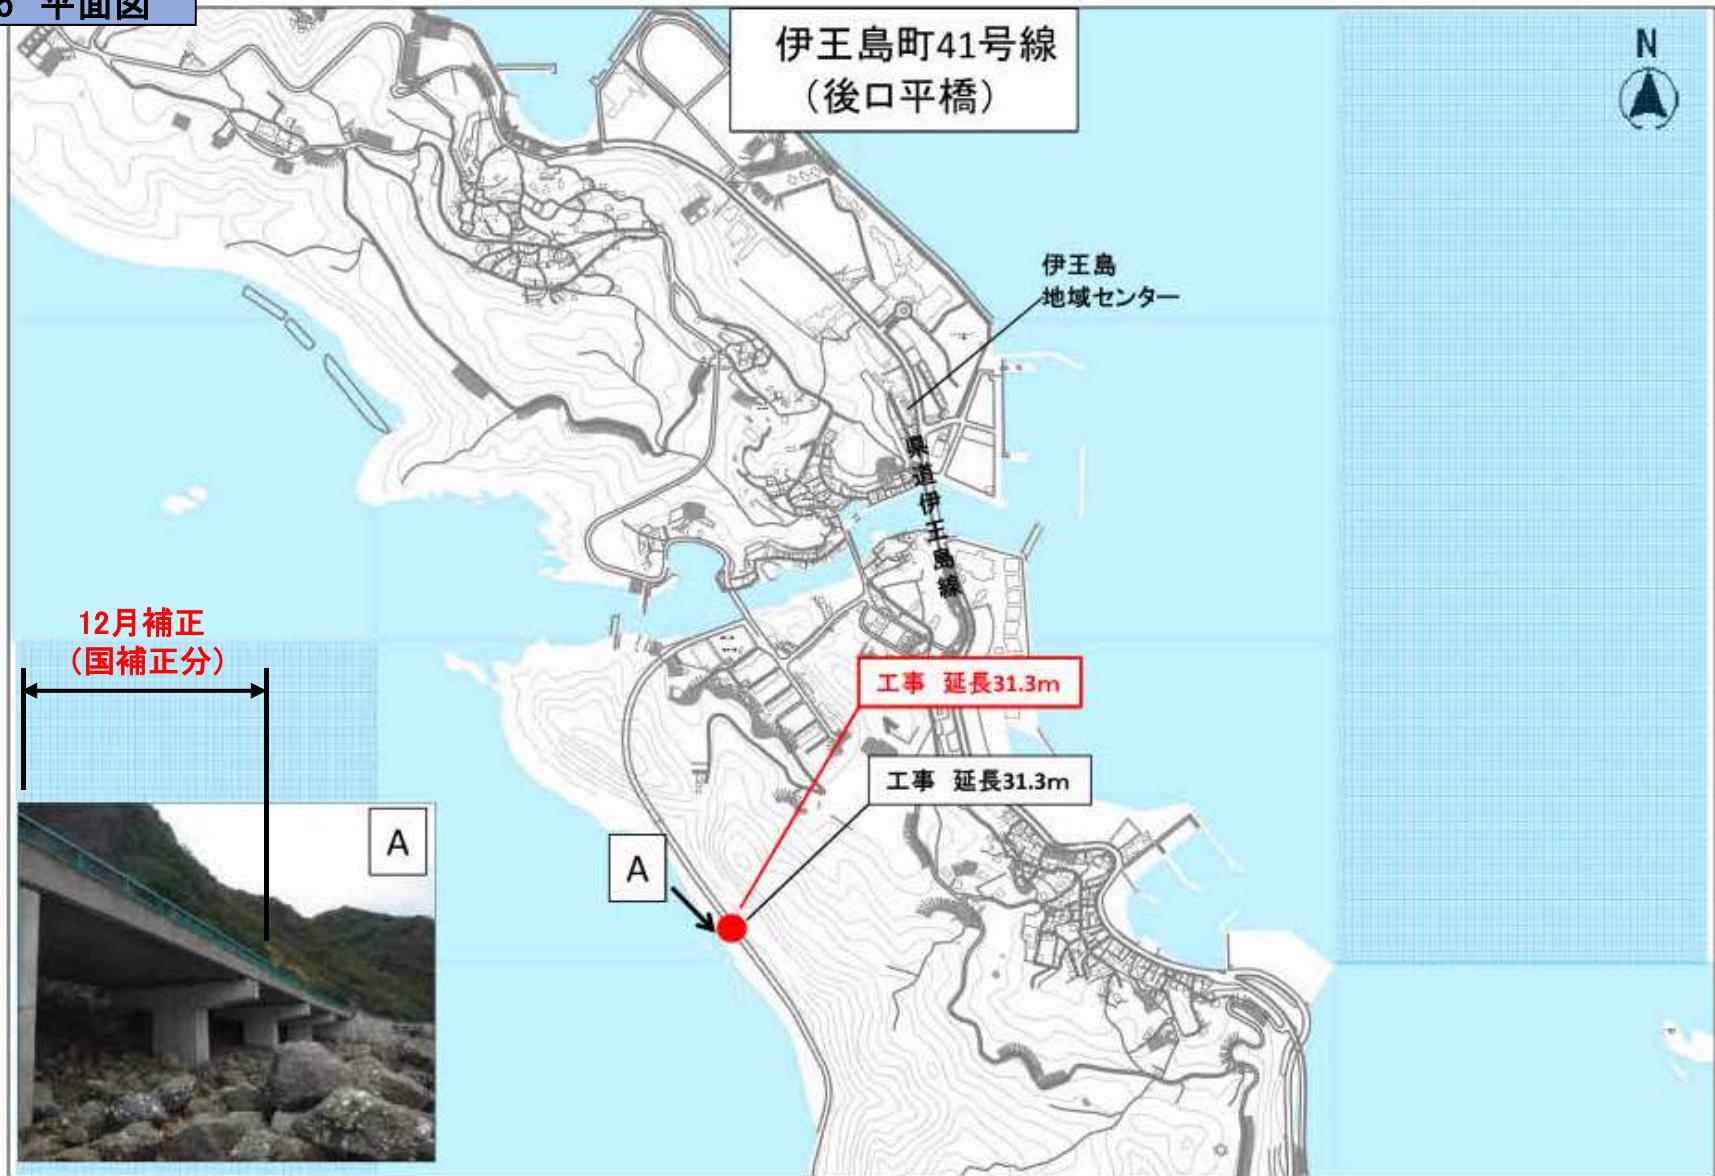 平面図
伊王島町41号線
（後口平橋）
N
伊王島
地域センター
県道伊王島線
12月補正
（国補正分）
工事 延長31.3m
工事 延長31.3m
A
A